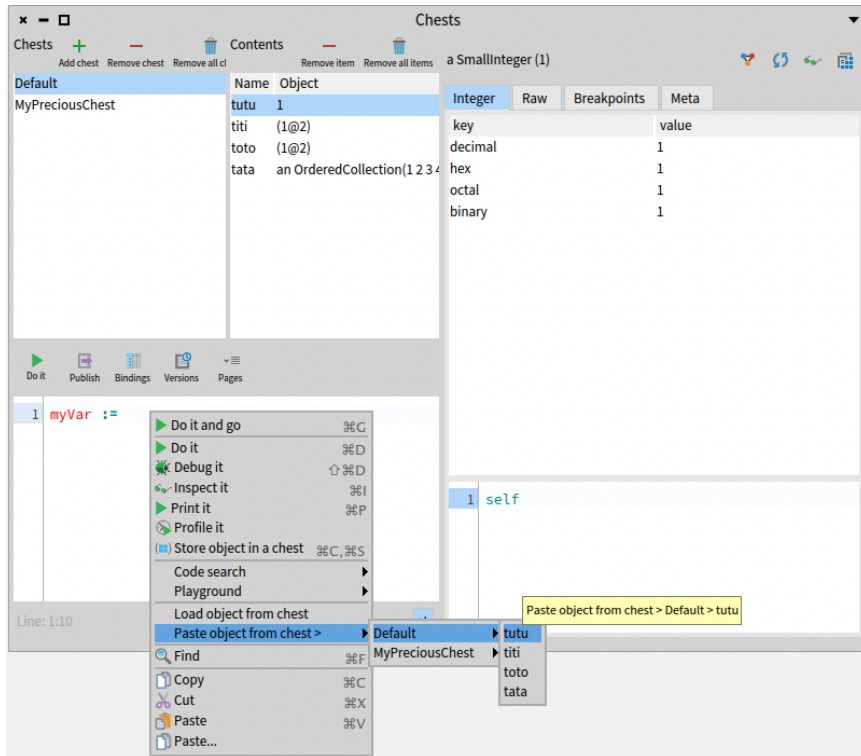 Chests
Chests
Add chest Remove chest Remove all cl
Contents
Remove item Remove all items
a SmallInteger (1)
Default
MyPreciousChest
Name Object
tutu 1
titi (1@2)
toto (1@2)
tata an OrderedCollection(1 2 3 4
Integer Raw Breakpoints Meta
key value
decimal 1
hex 1
octal 1
binary 1
Do it Publish Bindings Versions Pages
1 myVar :=
Line: 1:10
Do it and go ⌘G
Do it ⌘D
Debug it ⇧⌘D
Inspect it ⌘I
Print it ⌘P
Profile it
Store object in a chest ⌘C,⌘S
Code search
Playground
Load object from chest
Paste object from chest >
Find ⌘F
Copy ⌘C
Cut ⌘X
Paste ⌘V
Paste...
Default
MyPreciousChest
tutu
titi
toto
tata
1 self
Paste object from chest > Default > tutu